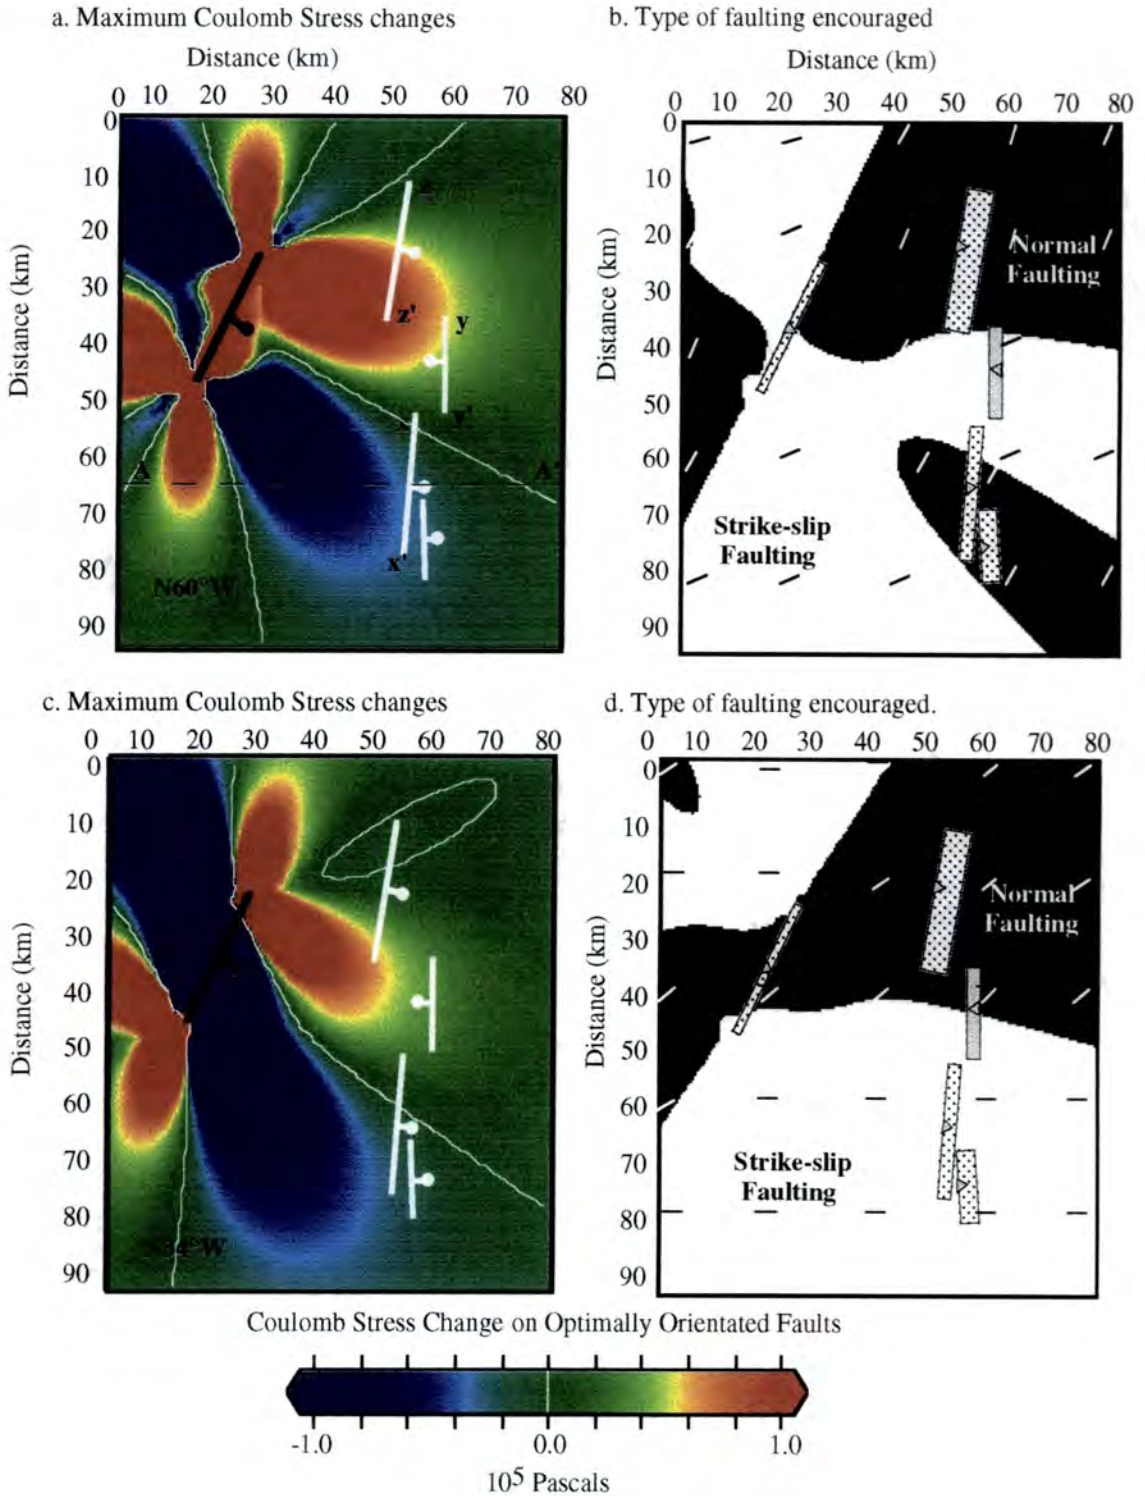 a. Maximum Coulomb Stress changes
Distance (km)
0 10 20 30 40 50 60 70 80
0
10
20
30
40
50
60
70
80
90
Distance (km)
z'
y
y'
A
A'
x'
N60°W
b. Type of faulting encouraged
Distance (km)
0 10 20 30 40 50 60 70 80
0
10
20
30
40
50
60
70
80
90
Distance (km)
Normal
Faulting
Strike-slip
Faulting
c. Maximum Coulomb Stress changes
0 10 20 30 40 50 60 70 80
0
10
20
30
40
50
60
70
80
90
Distance (km)
d. Type of faulting encouraged.
0 10 20 30 40 50 60 70 80
0
10
20
30
40
50
60
70
80
90
Distance (km)
Normal
Faulting
Strike-slip
Faulting
Coulomb Stress Change on Optimally Orientated Faults
-1.0 0.0 1.0
10⁵ Pascals